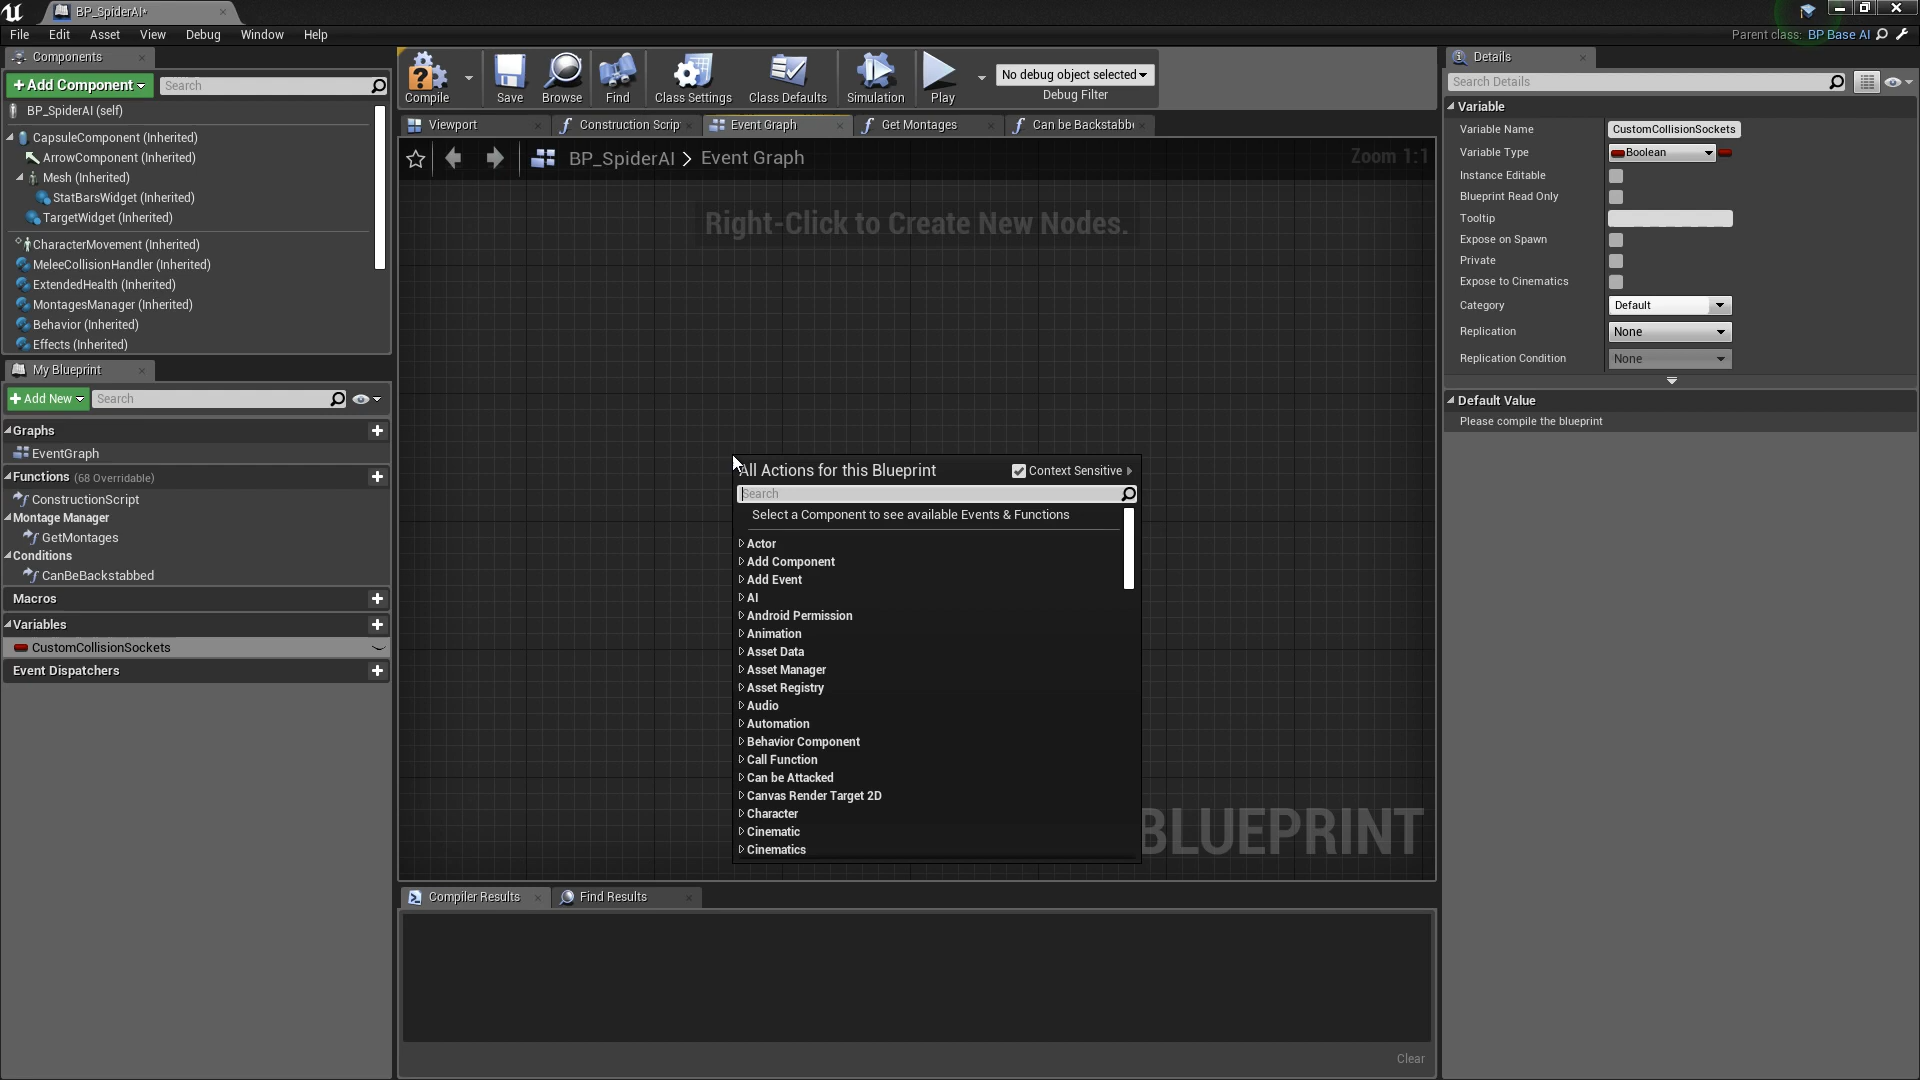 BP_SpiderAI*
File Edit Asset View Debug Window Help
Parent class: BP Base AI
Components
+ Add Component
Search
BP_SpiderAI (self)
CapsuleComponent (Inherited)
ArrowComponent (Inherited)
Mesh (Inherited)
StatBarsWidget (Inherited)
TargetWidget (Inherited)
CharacterMovement (Inherited)
MeleeCollisionHandler (Inherited)
ExtendedHealth (Inherited)
MontagesManager (Inherited)
Behavior (Inherited)
Effects (Inherited)
My Blueprint
+ Add New
Search
Graphs
EventGraph
Functions (68 Overridable)
ConstructionScript
Montage Manager
GetMontages
Conditions
CanBeBackstabbed
Macros
Variables
CustomCollisionSockets
Event Dispatchers
Compile
Save
Browse
Find
Class Settings
Class Defaults
Simulation
Play
No debug object selected
Debug Filter
Viewport
Construction Scrip
Event Graph
Get Montages
Can be Backstabb
BP_SpiderAI > Event Graph
Zoom 1:1
Right-Click to Create New Nodes.
All Actions for this Blueprint
Context Sensitive
Search
Select a Component to see available Events & Functions
Actor
Add Component
Add Event
AI
Android Permission
Animation
Asset Data
Asset Manager
Asset Registry
Audio
Automation
Behavior Component
Call Function
Can be Attacked
Canvas Render Target 2D
Character
Cinematic
Cinematics
BLUEPRINT
Compiler Results
Find Results
Clear
Details
Search Details
Variable
Variable Name CustomCollisionSockets
Variable Type Boolean
Instance Editable
Blueprint Read Only
Tooltip
Expose on Spawn
Private
Expose to Cinematics
Category Default
Replication None
Replication Condition None
Default Value
Please compile the blueprint